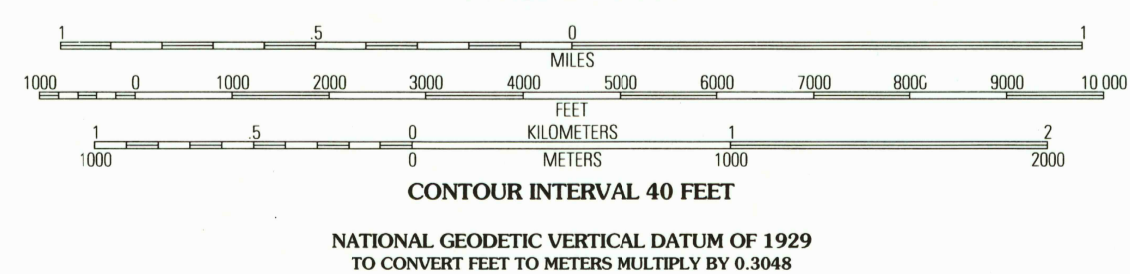 1 .5 0 1
MILES
1000 0 1000 2000 3000 4000 5000 6000 7000 8000 9000 10 000
FEET
1 .5 0 KILOMETERS 1 2
1000 0 METERS 1000 2000
CONTOUR INTERVAL 40 FEET
NATIONAL GEODETIC VERTICAL DATUM OF 1929
TO CONVERT FEET TO METERS MULTIPLY BY 0.3048